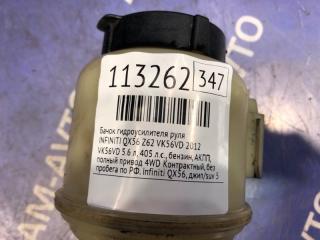 113262 347
Бачок гидроусилителя руля
INFINITI QX56 Z62 VK56VD 2012
VK56VD 5.6 л, 405 л.с., бензин, АКПП,
полный привод 4WD Контрактный, без
пробега по РФ. Infiniti QX56, джип/suv 5